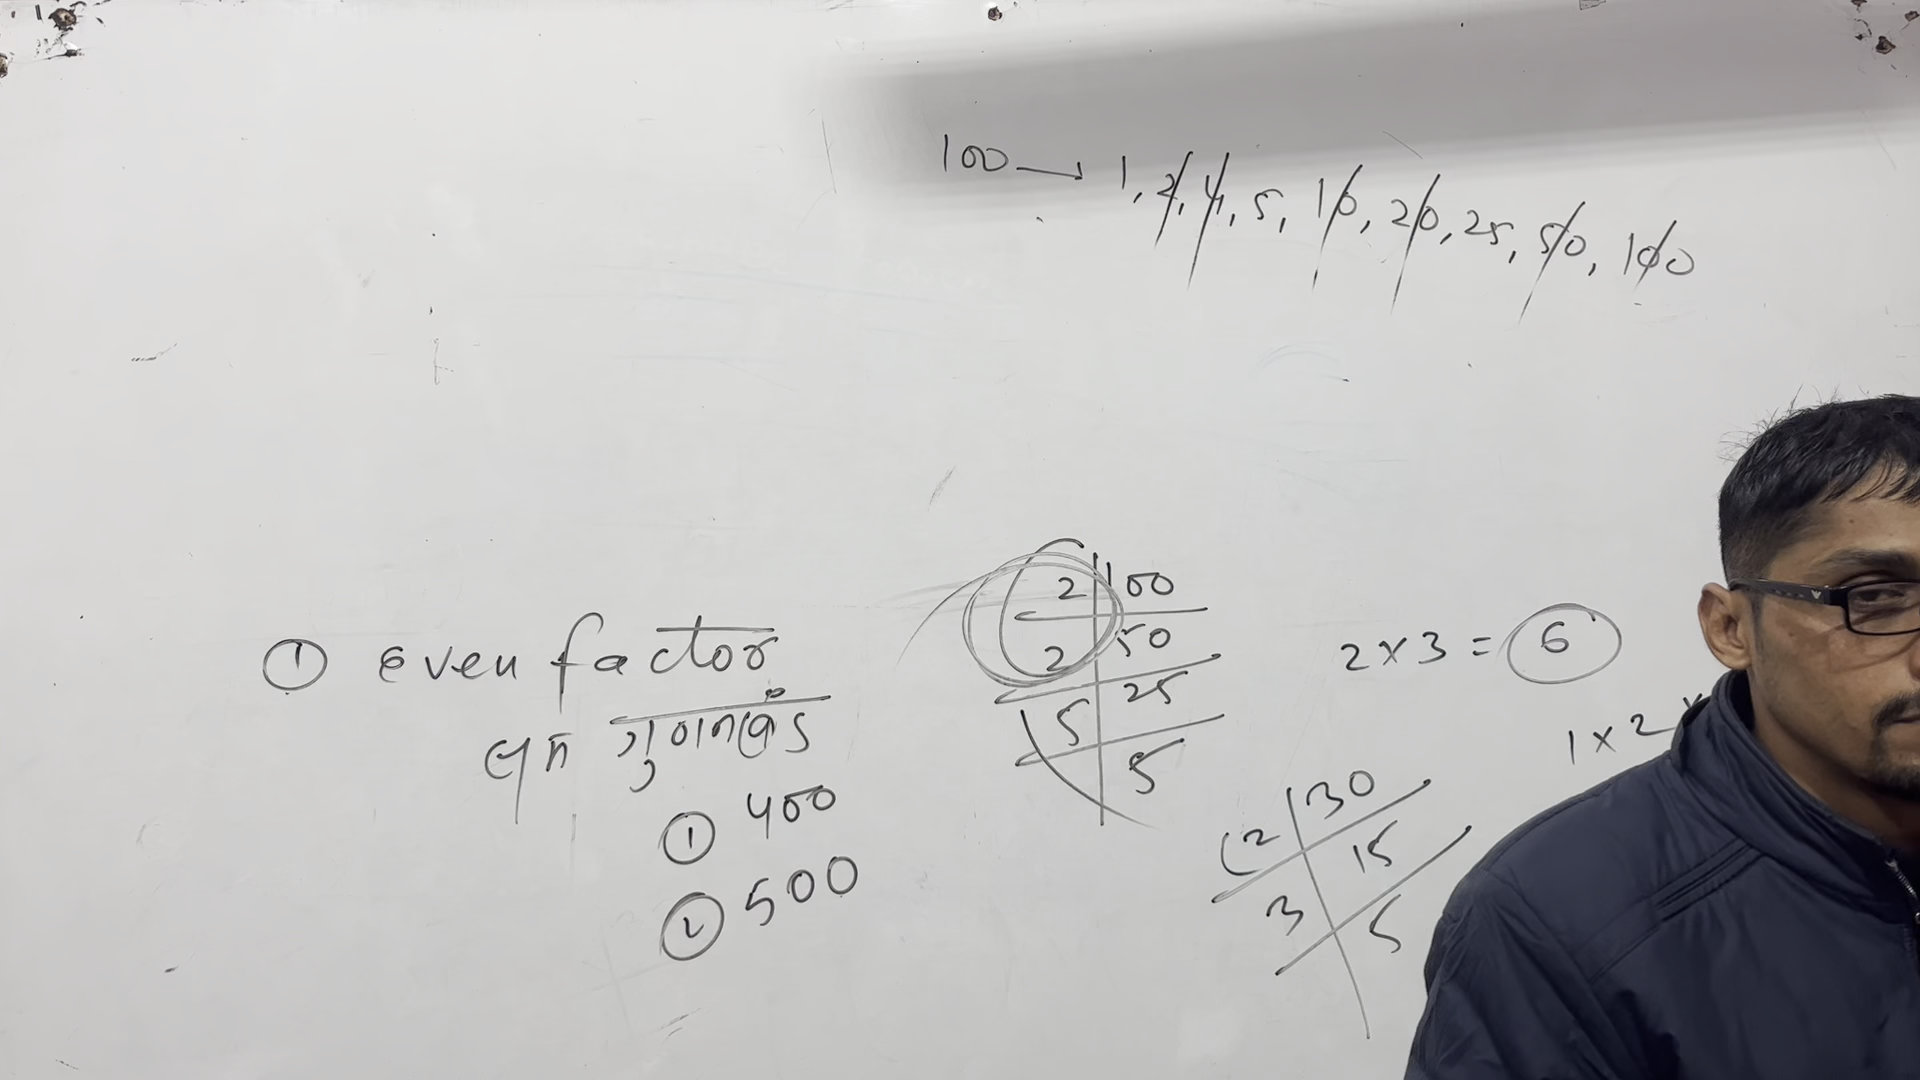 100 → 1, 2, 4, 5, 10, 20, 25, 50, 100
① even factor
गुणनखंड
① 400
② 500
2 | 100
2 | 50
5 | 25
5
2 × 3 = 6
1 × 2
2 | 30
3 | 15
5